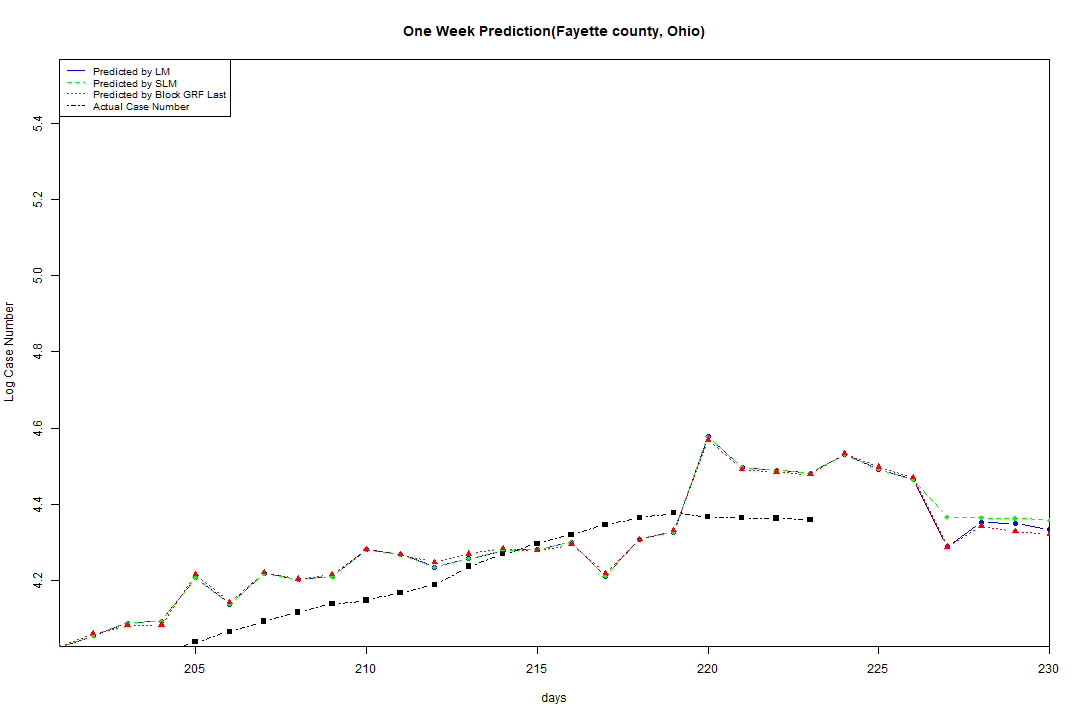 One Week Prediction(Fayette county, Ohio)
Predicted by LM
Predicted by SLM
Predicted by Block GRF Last
Actual Case Number
5.4
5.2
5.0
4.8
4.6
4.4
4.2
Log Case Number
205
210
215
220
225
230
days